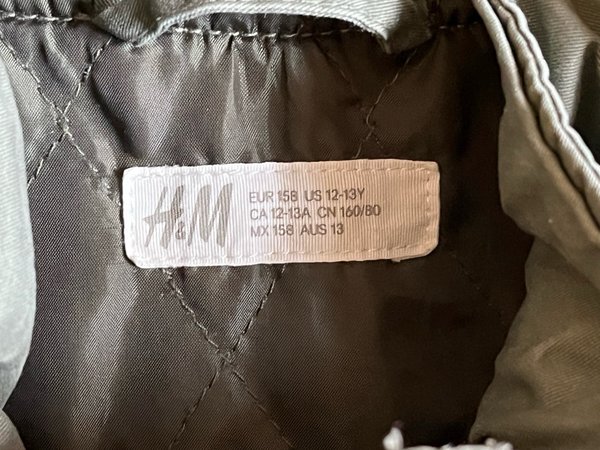 H&M
EUR 158 US 12-13Y
CA 12-13A CN 160/80
MX 158 AUS 13